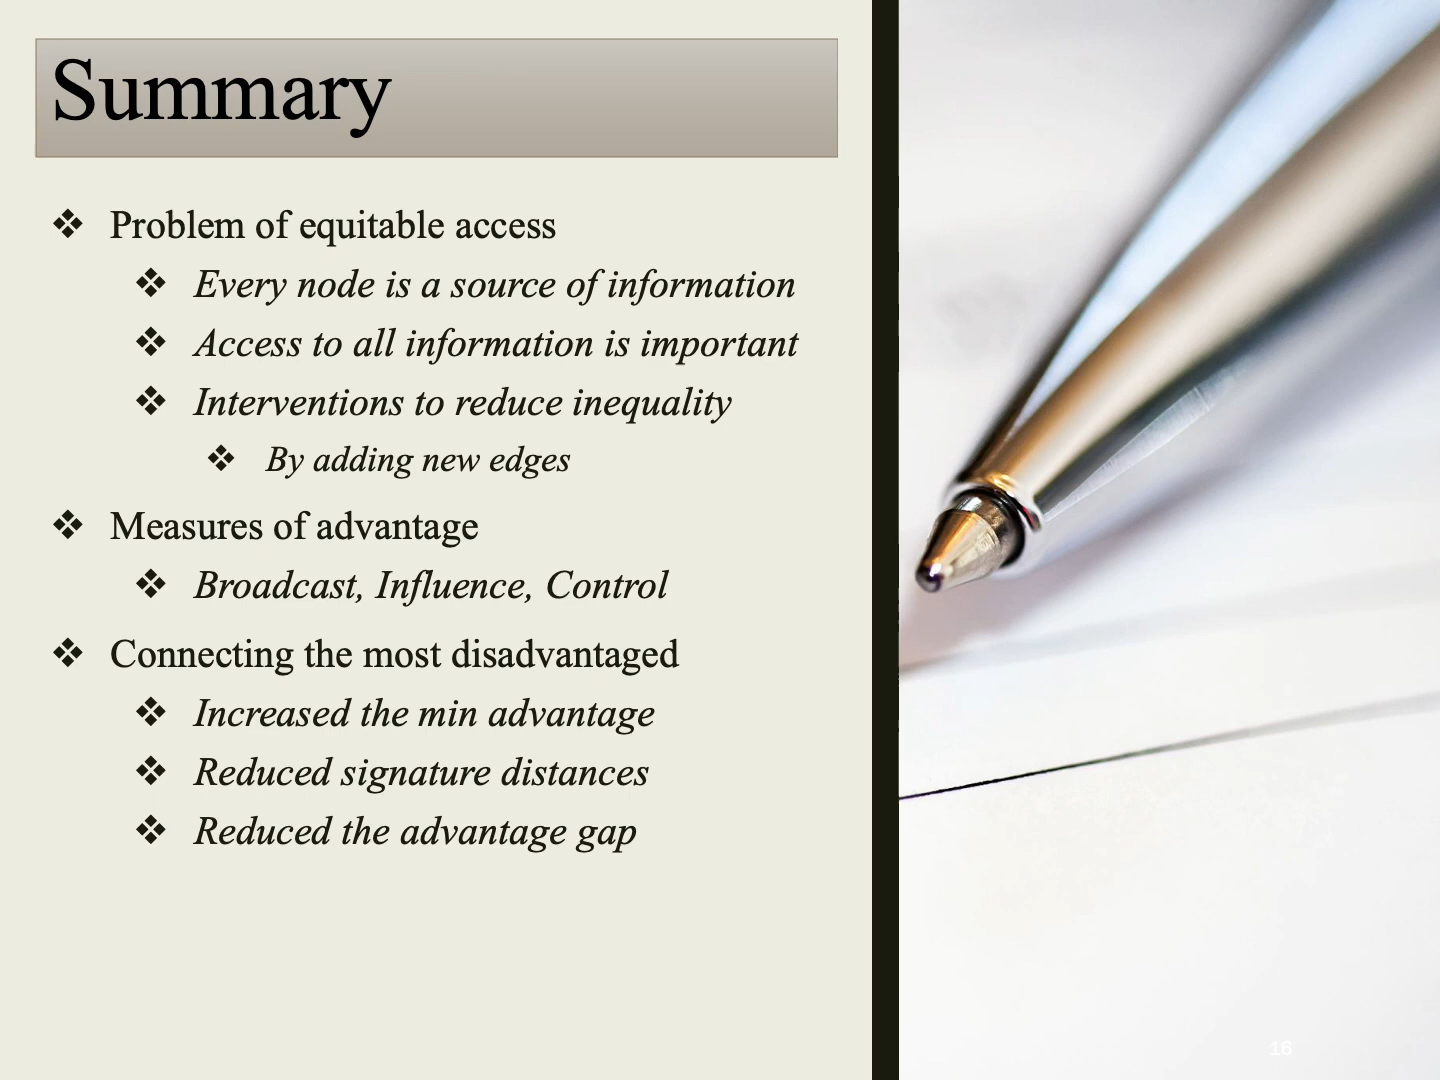 Summary
❖ Problem of equitable access
❖ Every node is a source of information
❖ Access to all information is important
❖ Interventions to reduce inequality
❖ By adding new edges
❖ Measures of advantage
❖ Broadcast, Influence, Control
❖ Connecting the most disadvantaged
❖ Increased the min advantage
❖ Reduced signature distances
❖ Reduced the advantage gap
16